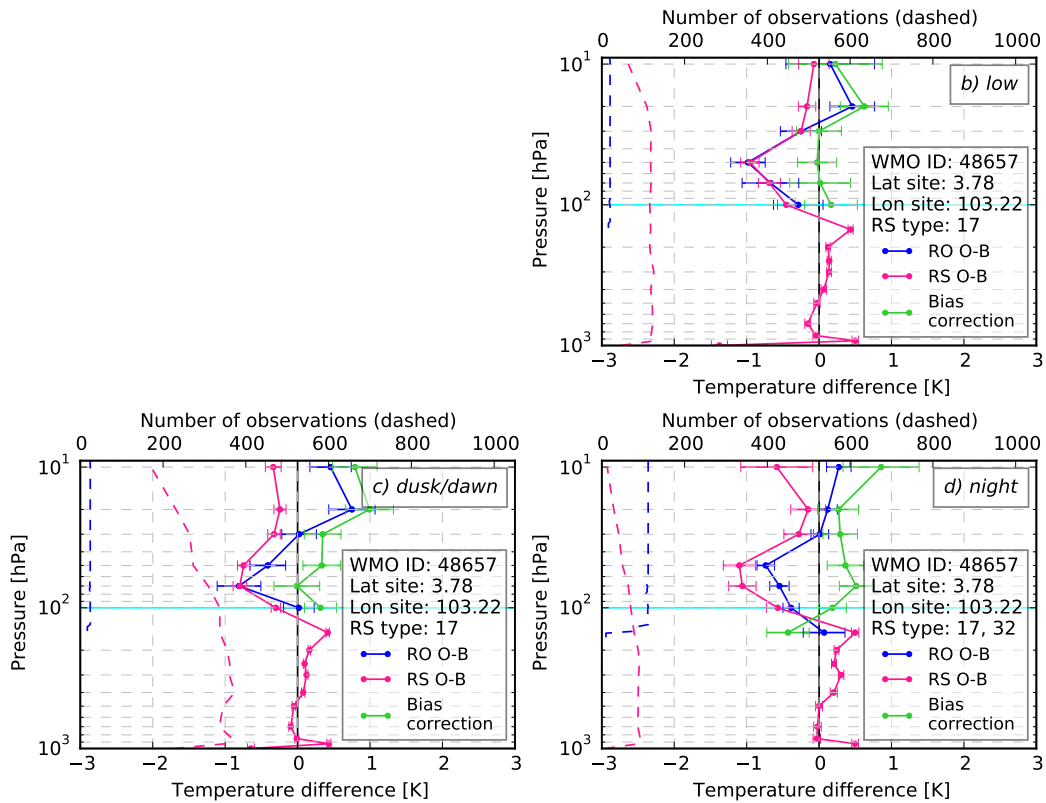 Number of observations (dashed)
0 200 400 600 800 1000
b) low
10^1
10^2
10^3
Pressure [hPa]
WMO ID: 48657
Lat site: 3.78
Lon site: 103.22
RS type: 17
RO O-B
RS O-B
Bias
correction
−3 −2 −1 0 1 2 3
Temperature difference [K]
Number of observations (dashed)
0 200 400 600 800 1000
c) dusk/dawn
10^1
10^2
10^3
Pressure [hPa]
WMO ID: 48657
Lat site: 3.78
Lon site: 103.22
RS type: 17
RO O-B
RS O-B
Bias
correction
−3 −2 −1 0 1 2 3
Temperature difference [K]
Number of observations (dashed)
0 200 400 600 800 1000
d) night
10^1
10^2
10^3
Pressure [hPa]
WMO ID: 48657
Lat site: 3.78
Lon site: 103.22
RS type: 17, 32
RO O-B
RS O-B
Bias
correction
−3 −2 −1 0 1 2 3
Temperature difference [K]